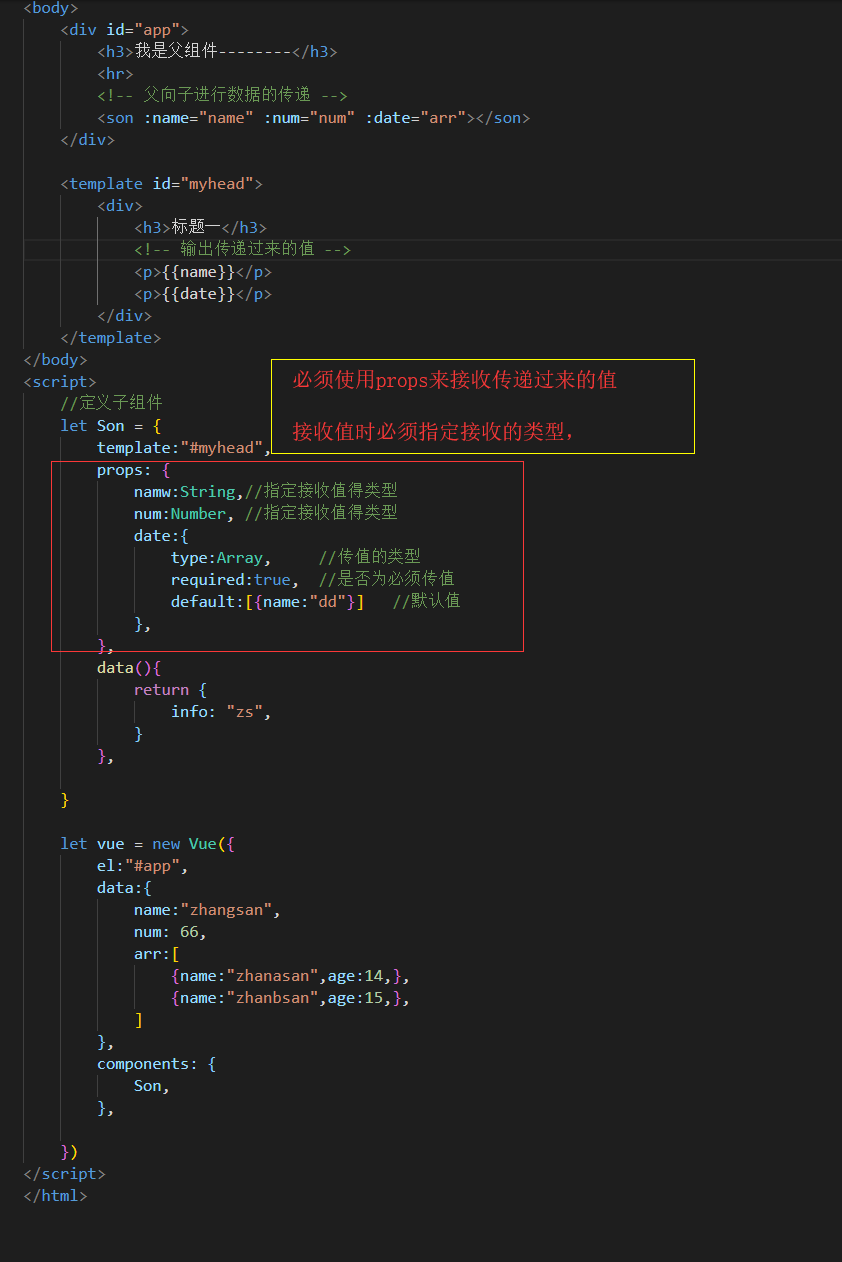 <body>
<div id="app">
<h3>我是父组件--------</h3>
<hr>
<!-- 父向子进行数据的传递 -->
<son :name="name" :num="num" :date="arr"></son>
</div>
<template id="myhead">
<div>
<h3>标题一</h3>
<!-- 输出传递过来的值 -->
<p>{{name}}</p>
<p>{{date}}</p>
</div>
</template>
</body>
<script>
必须使用props来接收传递过来的值
//定义子组件
let Son = {
接收值时必须指定接收的类型，
template:"#myhead",
props: {
namw:String,//指定接收值得类型
num:Number, //指定接收值得类型
date:{
type:Array, //传值的类型
required:true, //是否为必须传值
default:[{name:"dd"}] //默认值
},
},
data(){
return {
info: "zs",
}
},
}
let vue = new Vue({
el:"#app",
data:{
name:"zhangsan",
num: 66,
arr:[
{name:"zhanasan",age:14,},
{name:"zhanbsan",age:15,},
]
},
components: {
Son,
},
})
</script>
</html>